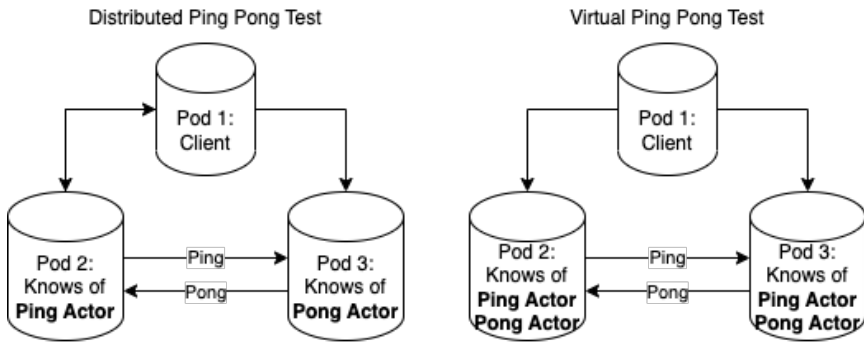 Distributed Ping Pong Test
Pod 1:
Client
Pod 2:
Knows of
Ping Actor
Ping
Pong
Pod 3:
Knows of
Pong Actor
Virtual Ping Pong Test
Pod 1:
Client
Pod 2:
Knows of
Ping Actor
Pong Actor
Ping
Pong
Pod 3:
Knows of
Ping Actor
Pong Actor